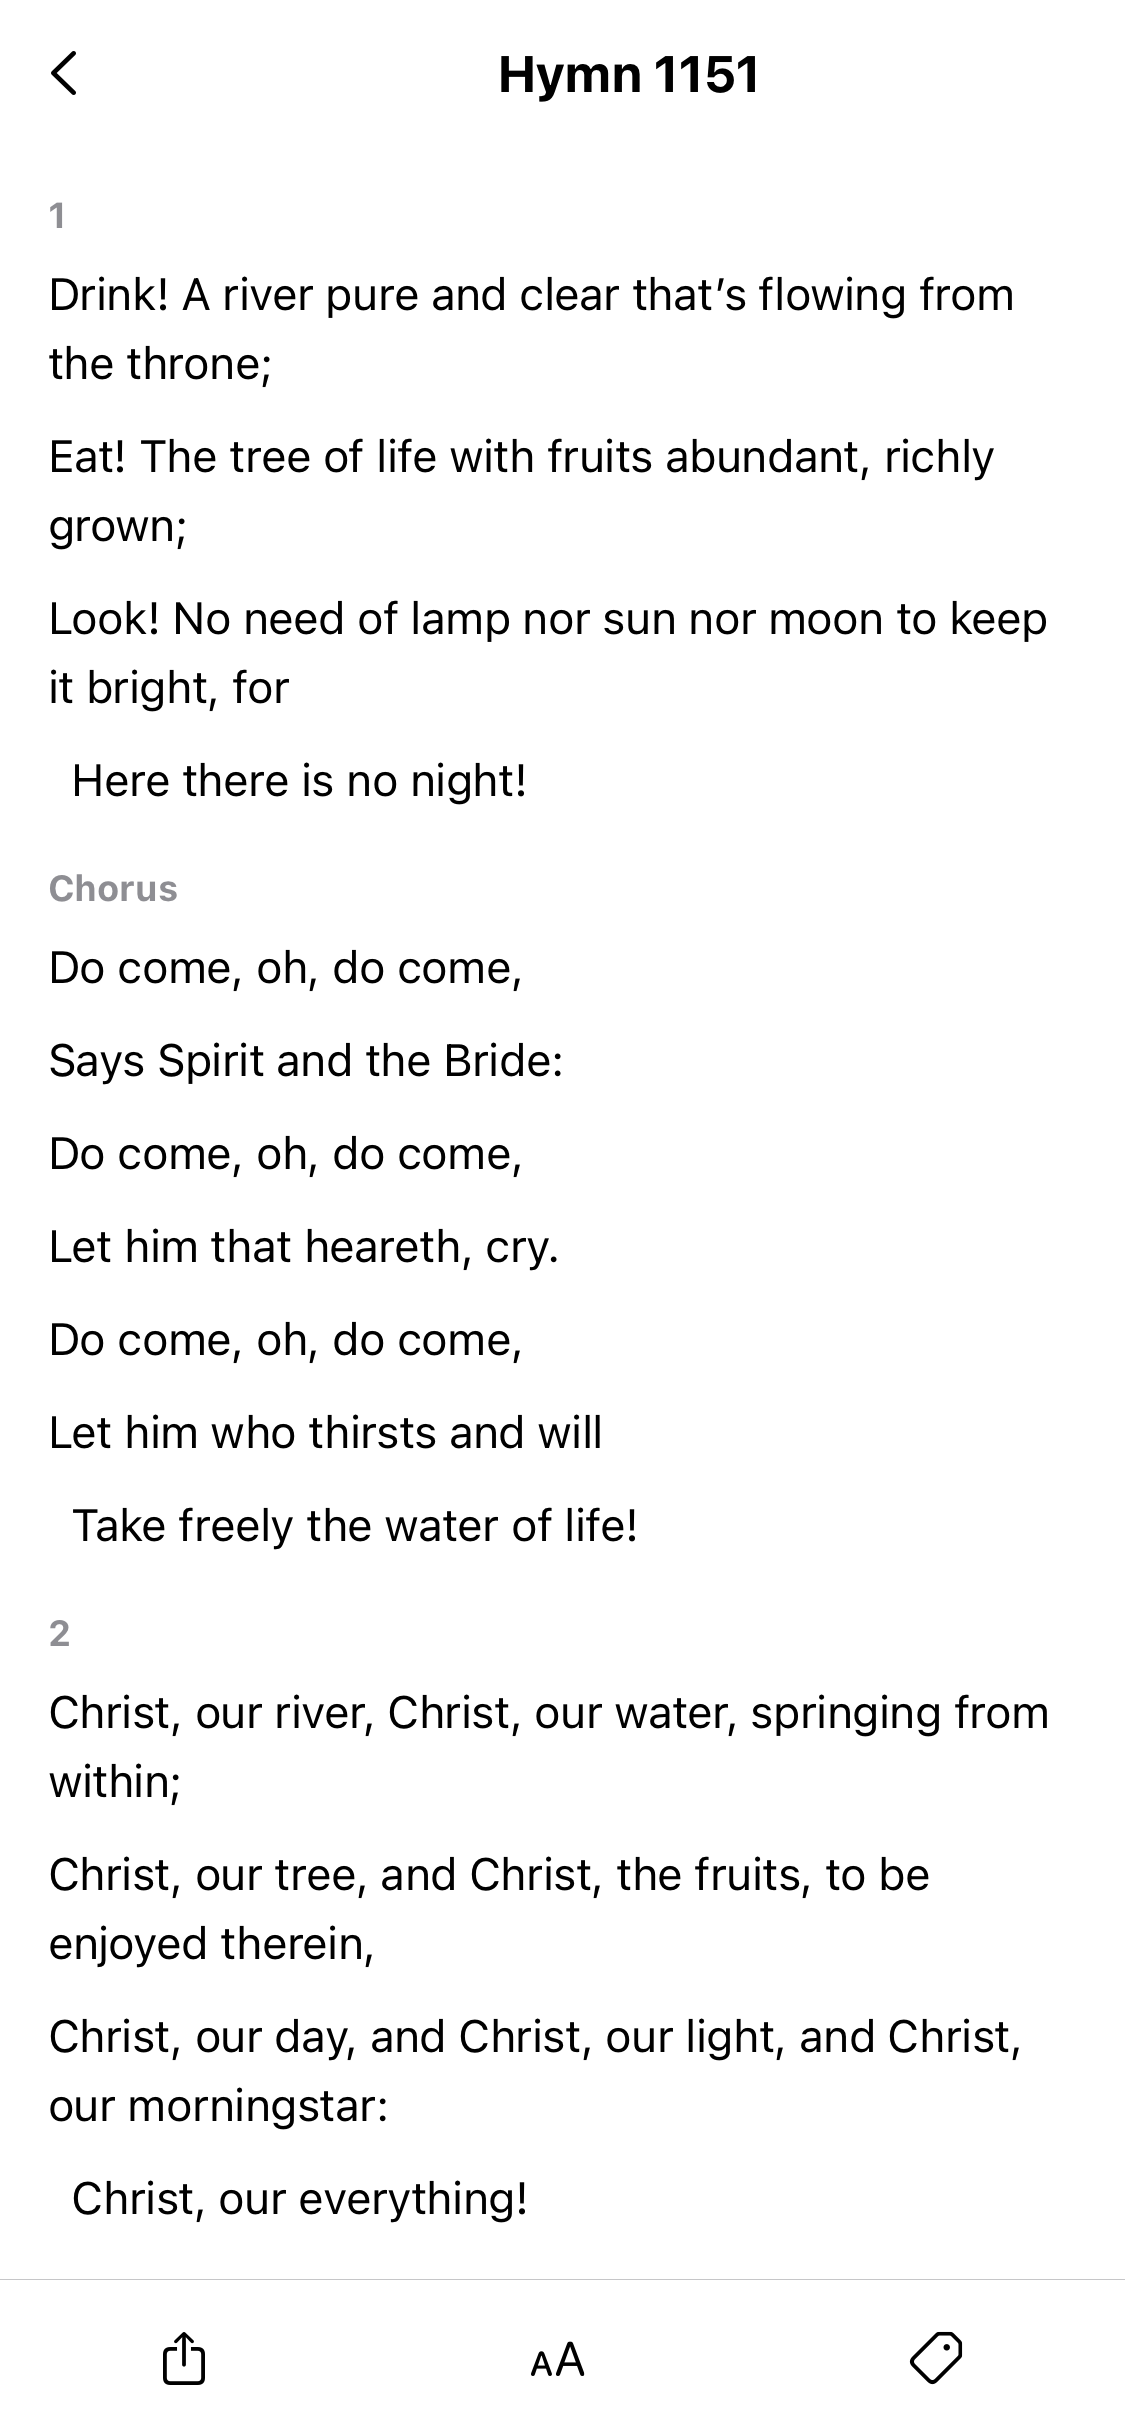 Hymn 1151
1
Drink! A river pure and clear that’s flowing from
the throne;
Eat! The tree of life with fruits abundant, richly
grown;
Look! No need of lamp nor sun nor moon to keep
it bright, for
Here there is no night!
Chorus
Do come, oh, do come,
Says Spirit and the Bride:
Do come, oh, do come,
Let him that heareth, cry.
Do come, oh, do come,
Let him who thirsts and will
Take freely the water of life!
2
Christ, our river, Christ, our water, springing from
within;
Christ, our tree, and Christ, the fruits, to be
enjoyed therein,
Christ, our day, and Christ, our light, and Christ,
our morningstar:
Christ, our everything!
AA